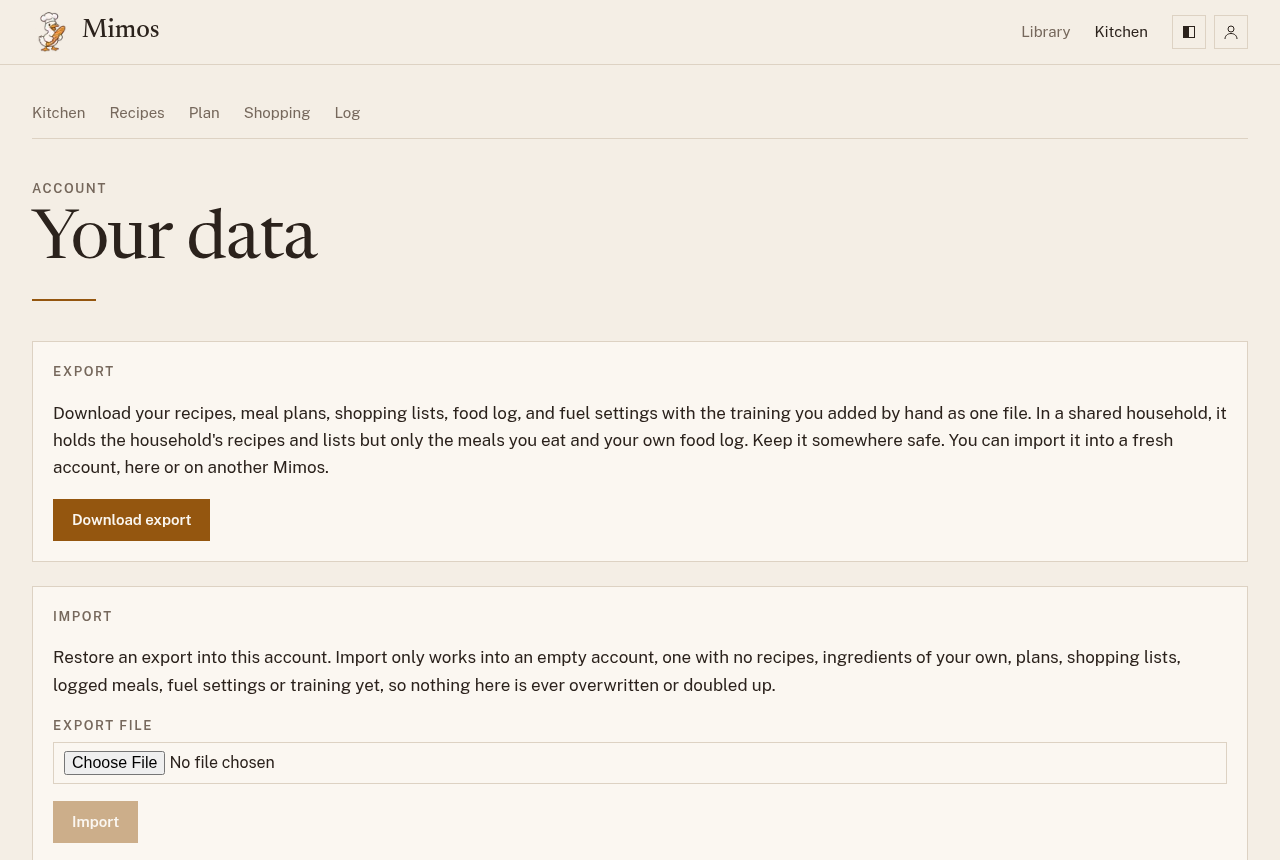 Mimos
Library Kitchen
Kitchen Recipes Plan Shopping Log
ACCOUNT
Your data
EXPORT
Download your recipes, meal plans, shopping lists, food log, and fuel settings with the training you added by hand as one file. In a shared household, it
holds the household's recipes and lists but only the meals you eat and your own food log. Keep it somewhere safe. You can import it into a fresh
account, here or on another Mimos.
Download export
IMPORT
Restore an export into this account. Import only works into an empty account, one with no recipes, ingredients of your own, plans, shopping lists,
logged meals, fuel settings or training yet, so nothing here is ever overwritten or doubled up.
EXPORT FILE
Choose File No file chosen
Import